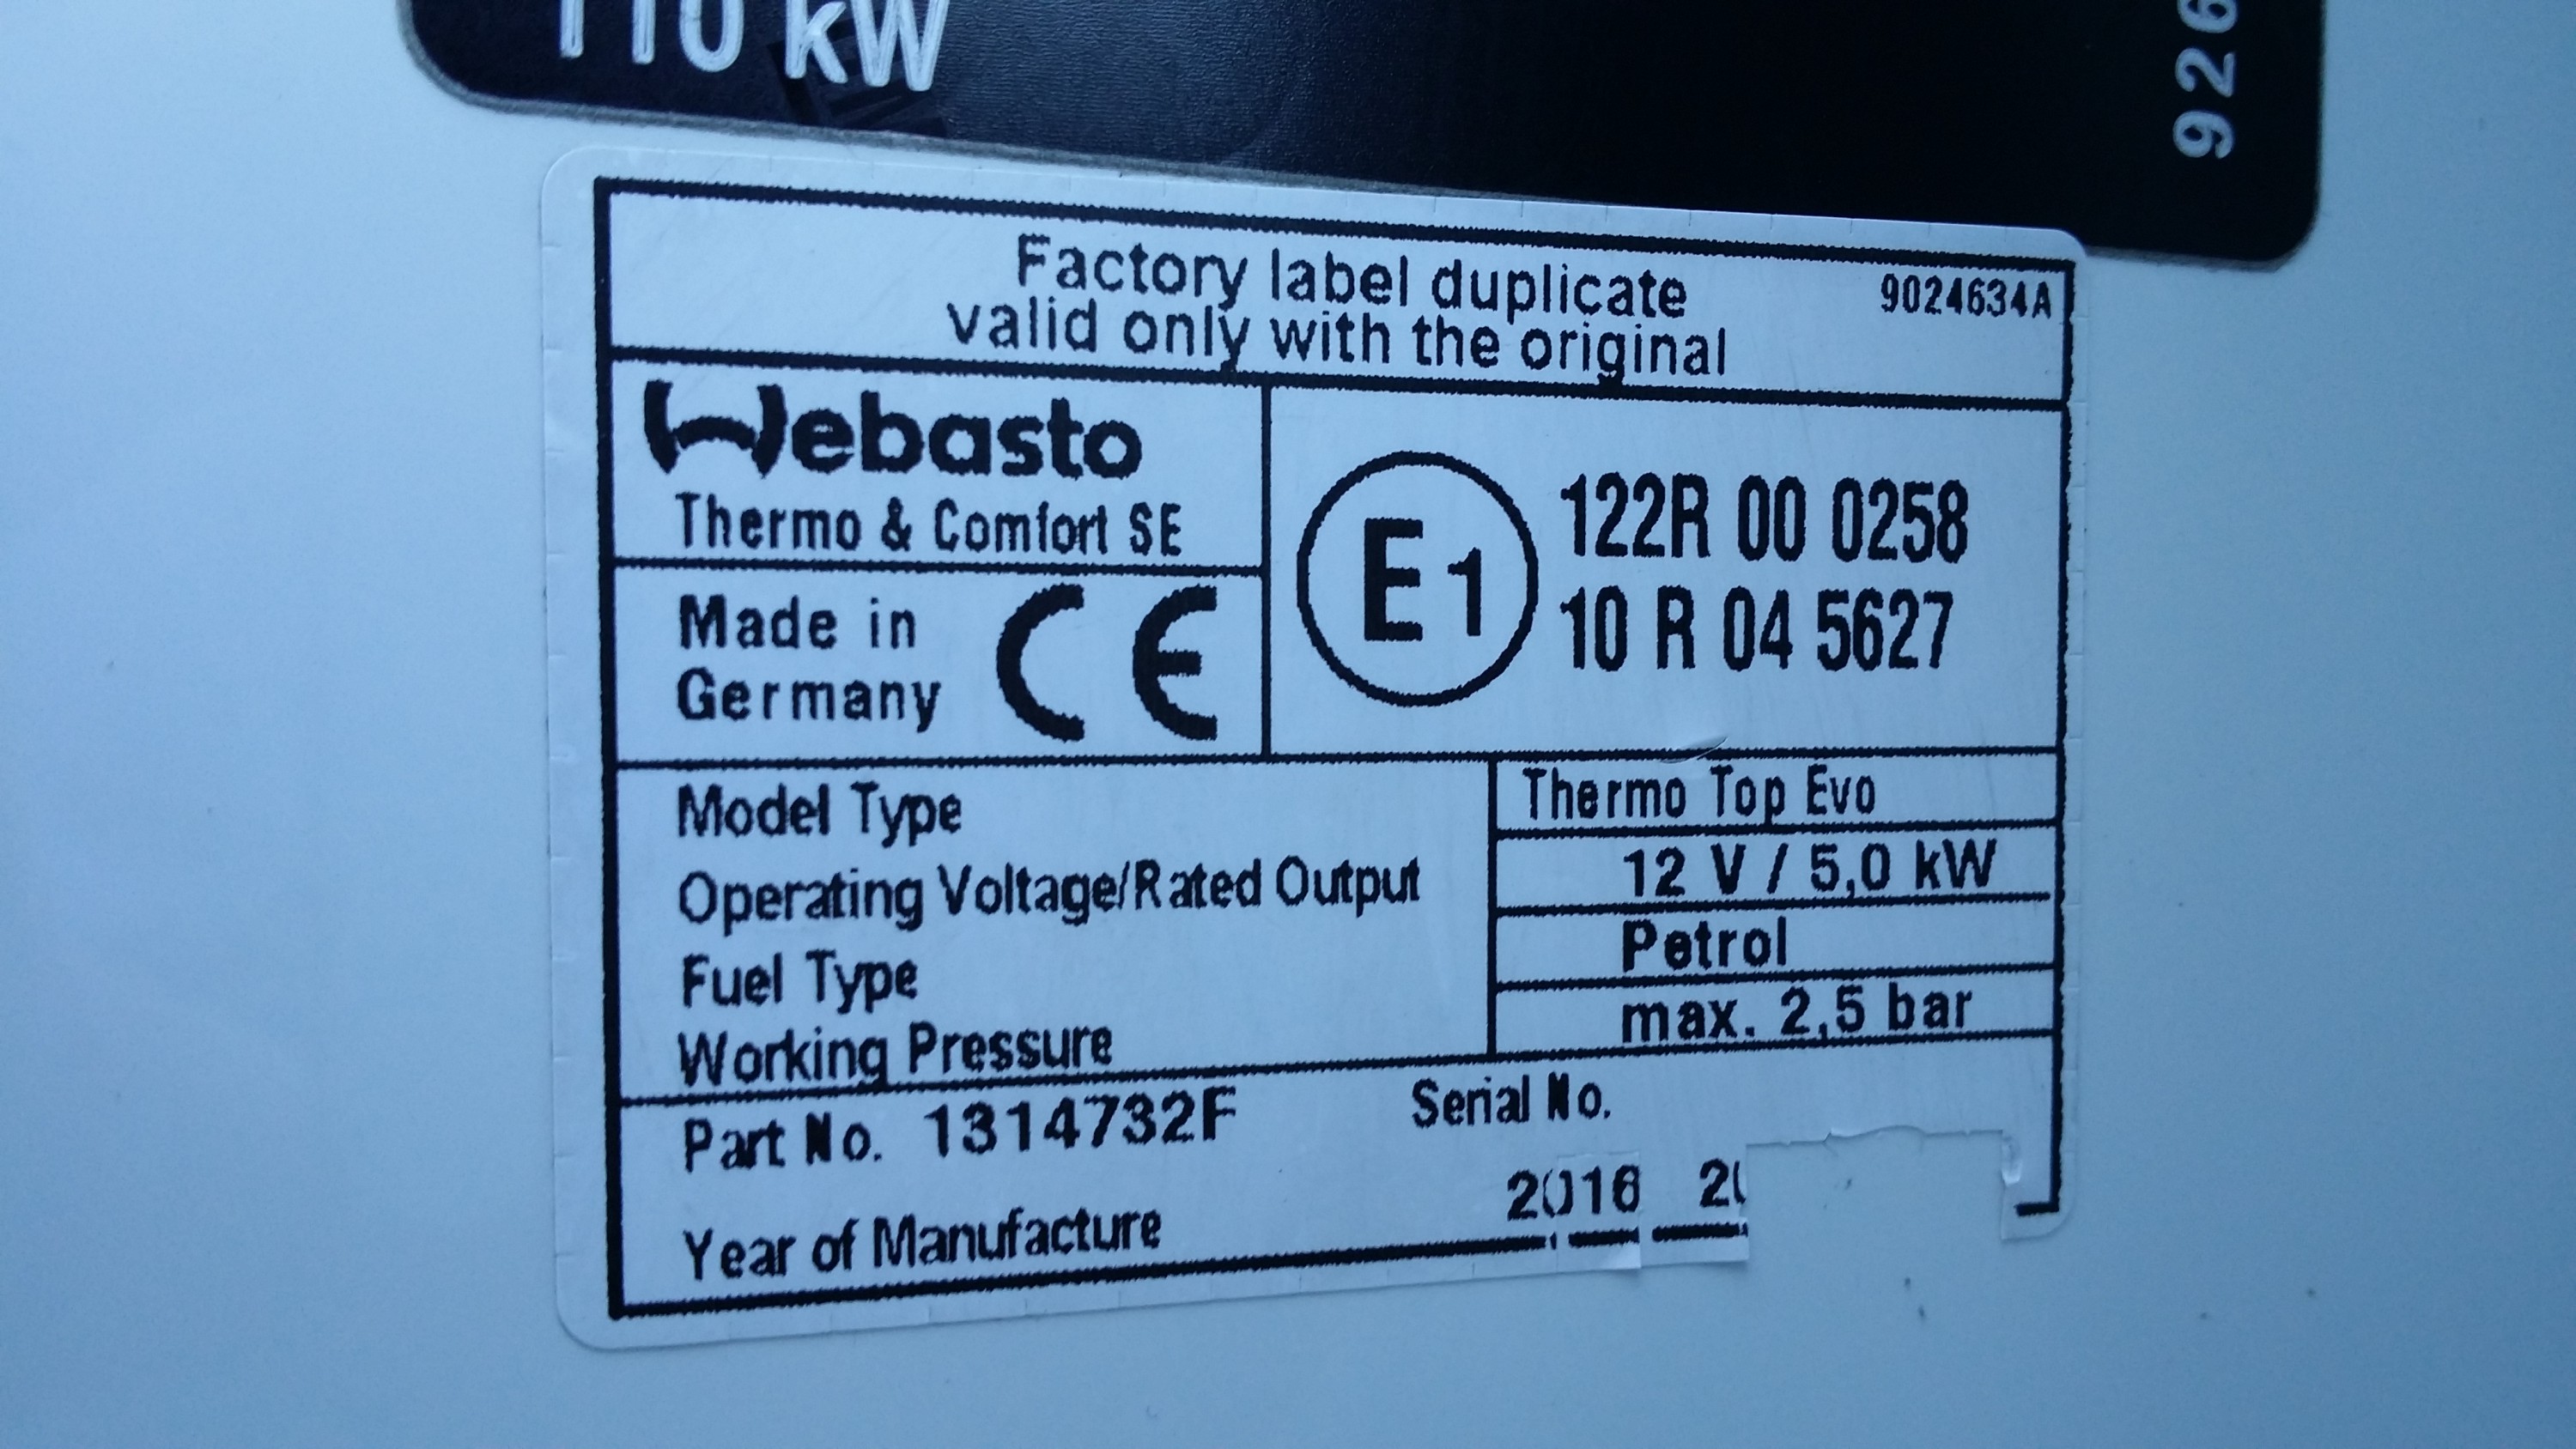 110 kW
926
Factory label duplicate
valid only with the original
9024634A
Webasto
Thermo & Comfort SE
Made in
Germany
CE
E1
122R 00 0258
10 R 04 5627
Model Type
Thermo Top Evo
Operating Voltage/Rated Output
12 V / 5,0 kW
Fuel Type
Petrol
Working Pressure
max. 2,5 bar
Part No. 1314732F
Serial No.
Year of Manufacture
2016